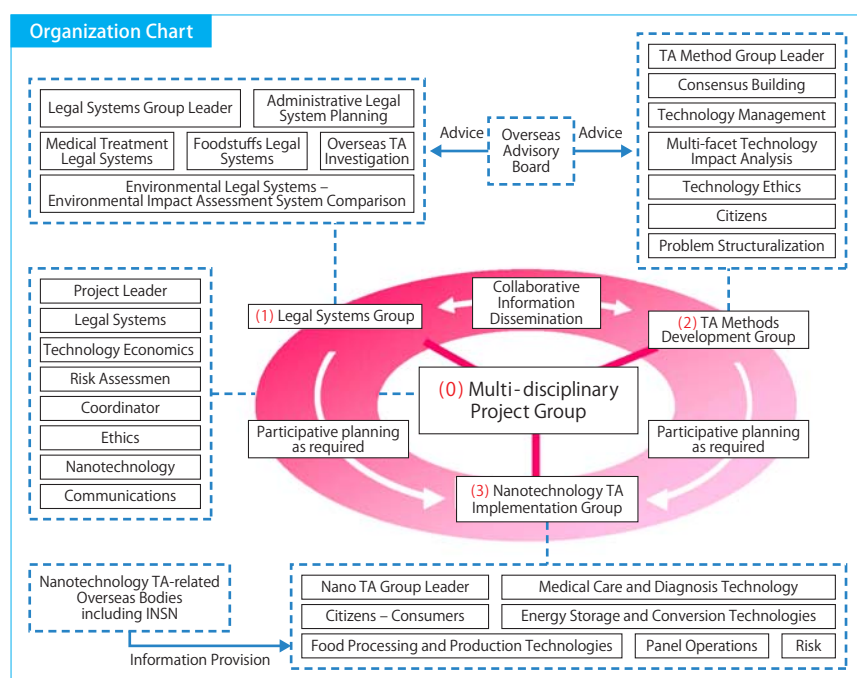 Organization Chart
Legal Systems Group Leader
Administrative Legal
System Planning
Medical Treatment
Legal Systems
Foodstuffs Legal
Systems
Overseas TA
Investigation
Environmental Legal Systems –
Environmental Impact Assessment System Comparison
Advice
Overseas
Advisory
Board
Advice
TA Method Group Leader
Consensus Building
Technology Management
Multi-facet Technology
Impact Analysis
Technology Ethics
Citizens
Problem Structuralization
Project Leader
Legal Systems
Technology Economics
Risk Assessmen
Coordinator
Ethics
Nanotechnology
Communications
(1) Legal Systems Group
Collaborative
Information
Dissemination
(2) TA Methods
Development Group
(0) Multi-disciplinary
Project Group
Participative planning
as required
Participative planning
as required
(3) Nanotechnology TA
Implementation Group
Nanotechnology TA-related
Overseas Bodies
including INSN
Information Provision
Nano TA Group Leader
Medical Care and Diagnosis Technology
Citizens – Consumers
Energy Storage and Conversion Technologies
Food Processing and Production Technologies
Panel Operations
Risk